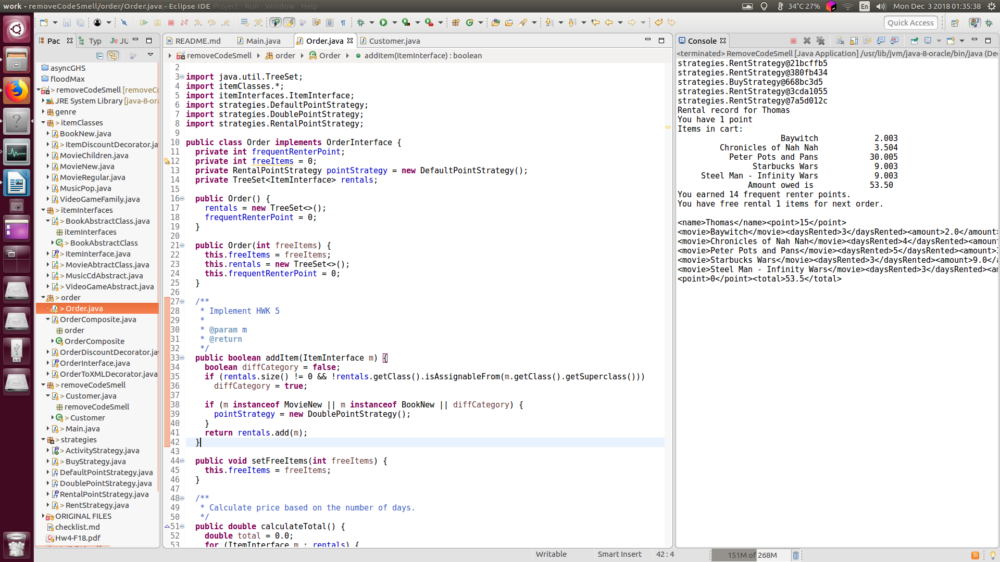 work - removeCodeSmell/order/Order.java - Eclipse IDE Project Run Window Help
34°C 27% En Mon Dec 3 2018 01:35:38
Quick Access
Pac Typ JU
asyncGHS
floodMax
> removeCodeSmell [removeCo
JRE System Library [java-8-ora
genre
> itemClasses
BookNew.java
> ItemDiscountDecorator.ja
MovieChildren.java
MovieNew.java
MovieRegular.java
MusicPop.java
VideoGameFamily.java
> itemInterfaces
> BookAbstractClass.java
itemInterfaces
> BookAbstractClass
> ItemInterface.java
> MovieAbtractClass.java
> MusicCdAbstract.java
> VideoGameAbstract.java
> order
> Order.java
OrderComposite.java
order
OrderComposite
OrderDiscountDecorator.jav
OrderInterface.java
OrderToXMLDecorator.java
> removeCodeSmell
> Customer.java
removeCodeSmell
> Customer
> Main.java
> strategies
> ActivityStrategy.java
> BuyStrategy.java
DefaultPointStrategy.java
DoublePointStrategy.java
RentalPointStrategy.java
> RentStrategy.java
ORIGINAL FILES
checklist.md
Hw4-F18.pdf
README.md Main.java Order.java Customer.java
removeCodeSmell order Order addItem(ItemInterface) : boolean
2
3 import java.util.TreeSet;
4 import itemClasses.*;
5 import itemInterfaces.ItemInterface;
6 import strategies.DefaultPointStrategy;
7 import strategies.DoublePointStrategy;
8 import strategies.RentalPointStrategy;
9
10 public class Order implements OrderInterface {
11 private int frequentRenterPoint;
12 private int freeItems = 0;
13 private RentalPointStrategy pointStrategy = new DefaultPointStrategy();
14 private TreeSet<ItemInterface> rentals;
15
16 public Order() {
17 rentals = new TreeSet<>();
18 frequentRenterPoint = 0;
19 }
20
21 public Order(int freeItems) {
22 this.freeItems = freeItems;
23 this.rentals = new TreeSet<>();
24 this.frequentRenterPoint = 0;
25 }
26
27 /**
28 * Implement HWK 5
29 *
30 * @param m
31 * @return
32 */
33 public boolean addItem(ItemInterface m) {
34 boolean diffCategory = false;
35 if (rentals.size() != 0 && !rentals.getClass().isAssignableFrom(m.getClass().getSuperclass()))
36 diffCategory = true;
37
38 if (m instanceof MovieNew || m instanceof BookNew || diffCategory) {
39 pointStrategy = new DoublePointStrategy();
40 }
41 return rentals.add(m);
42 }
43
44 public void setFreeItems(int freeItems) {
45 this.freeItems = freeItems;
46 }
47
48 /**
49 * Calculate price based on the number of days.
50 */
51 public double calculateTotal() {
52 double total = 0.0;
53 for (ItemInterface m : rentals) {
Writable Smart Insert 42 : 4 151M of 268M
Console
<terminated> RemoveCodeSmell [Java Application] /usr/lib/jvm/java-8-oracle/bin/java (Dec
strategies.RentStrategy@21bcffb5
strategies.RentStrategy@380fb434
strategies.BuyStrategy@668bc3d5
strategies.RentStrategy@3cda1055
strategies.RentStrategy@7a5d012c
Rental record for Thomas
You have 1 point
Items in cart:
Baywitch 2.003
Chronicles of Nah Nah 3.504
Peter Pots and Pans 30.005
Starbucks Wars 9.003
Steel Man - Infinity Wars 9.003
Amount owed is 53.50
You earned 14 frequent renter points.
You have free rental 1 items for next order.
<name>Thomas</name><point>15</point>
<movie>Baywitch</movie><daysRented>3</daysRented><amount>2.0</amount>
<movie>Chronicles of Nah Nah</movie><daysRented>4</daysRented><amount
<movie>Peter Pots and Pans</movie><daysRented>5</daysRented><amount>3
<movie>Starbucks Wars</movie><daysRented>3</daysRented><amount>9.0</a
<movie>Steel Man - Infinity Wars</movie><daysRented>3</daysRented><am
<point>0</point><total>53.5</total>